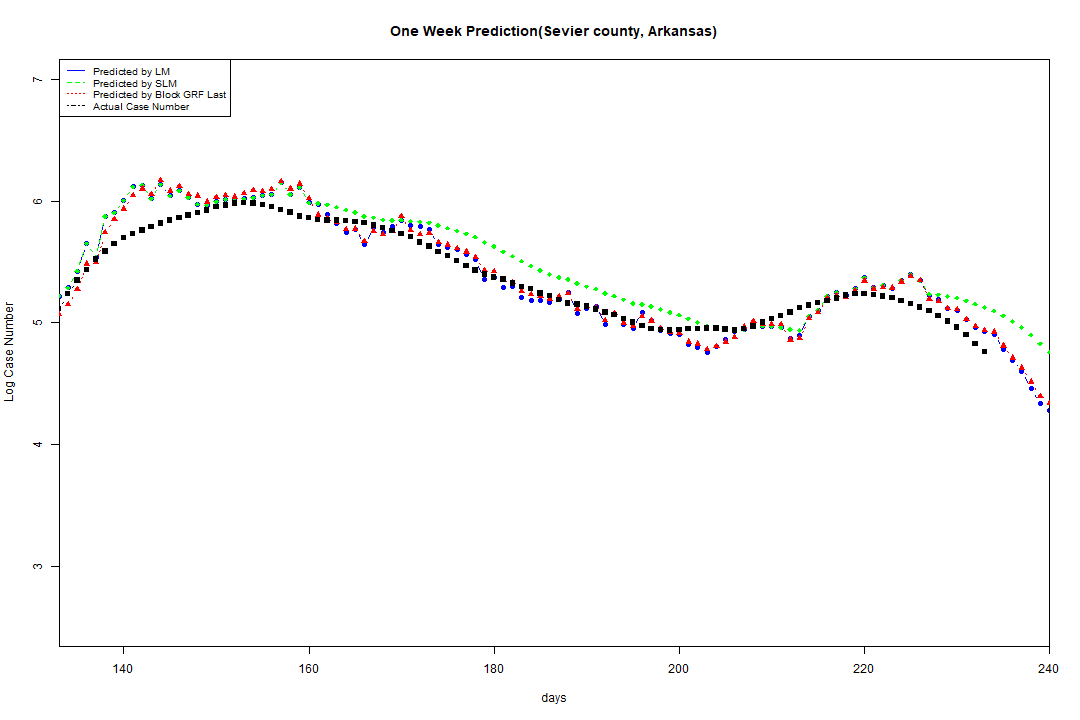 One Week Prediction(Sevier county, Arkansas)
Predicted by LM
Predicted by SLM
Predicted by Block GRF Last
Actual Case Number
7
6
5
4
3
Log Case Number
140 160 180 200 220 240
days